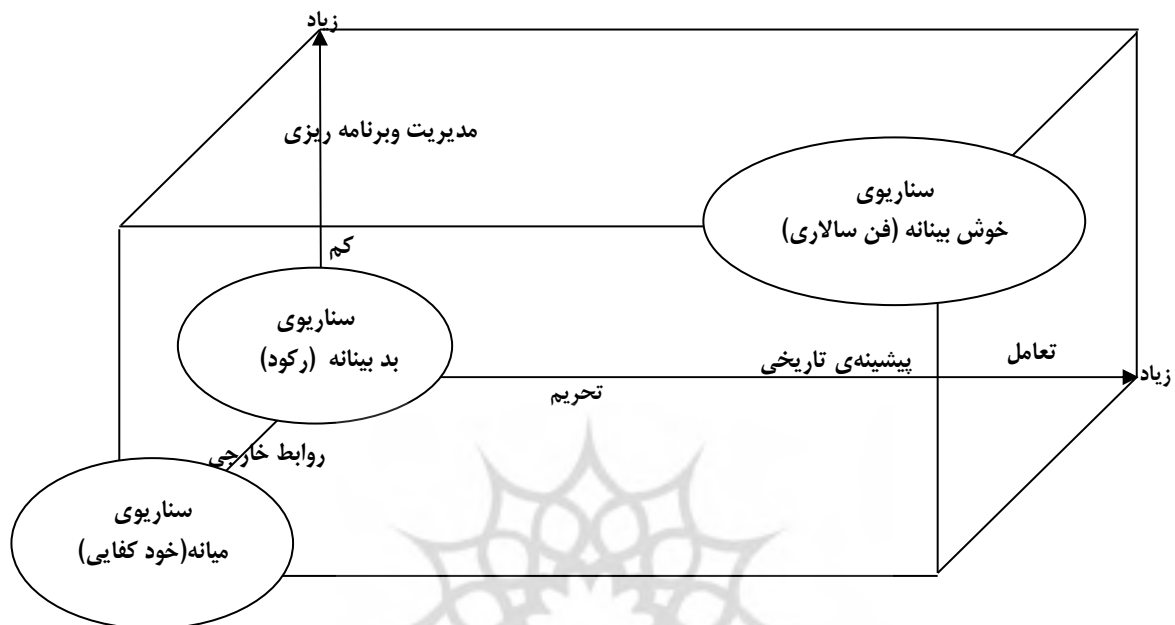 زیاد
مدیریت وبرنامه ریزی
سناریوی
خوش بینانه (فن سالاری)
کم
سناریوی
بد بینانه (رکود)
تعامل
پیشینه‌ی تاریخی
زیاد
تحریم
روابط خارجی
سناریوی
میانه(خود کفایی)